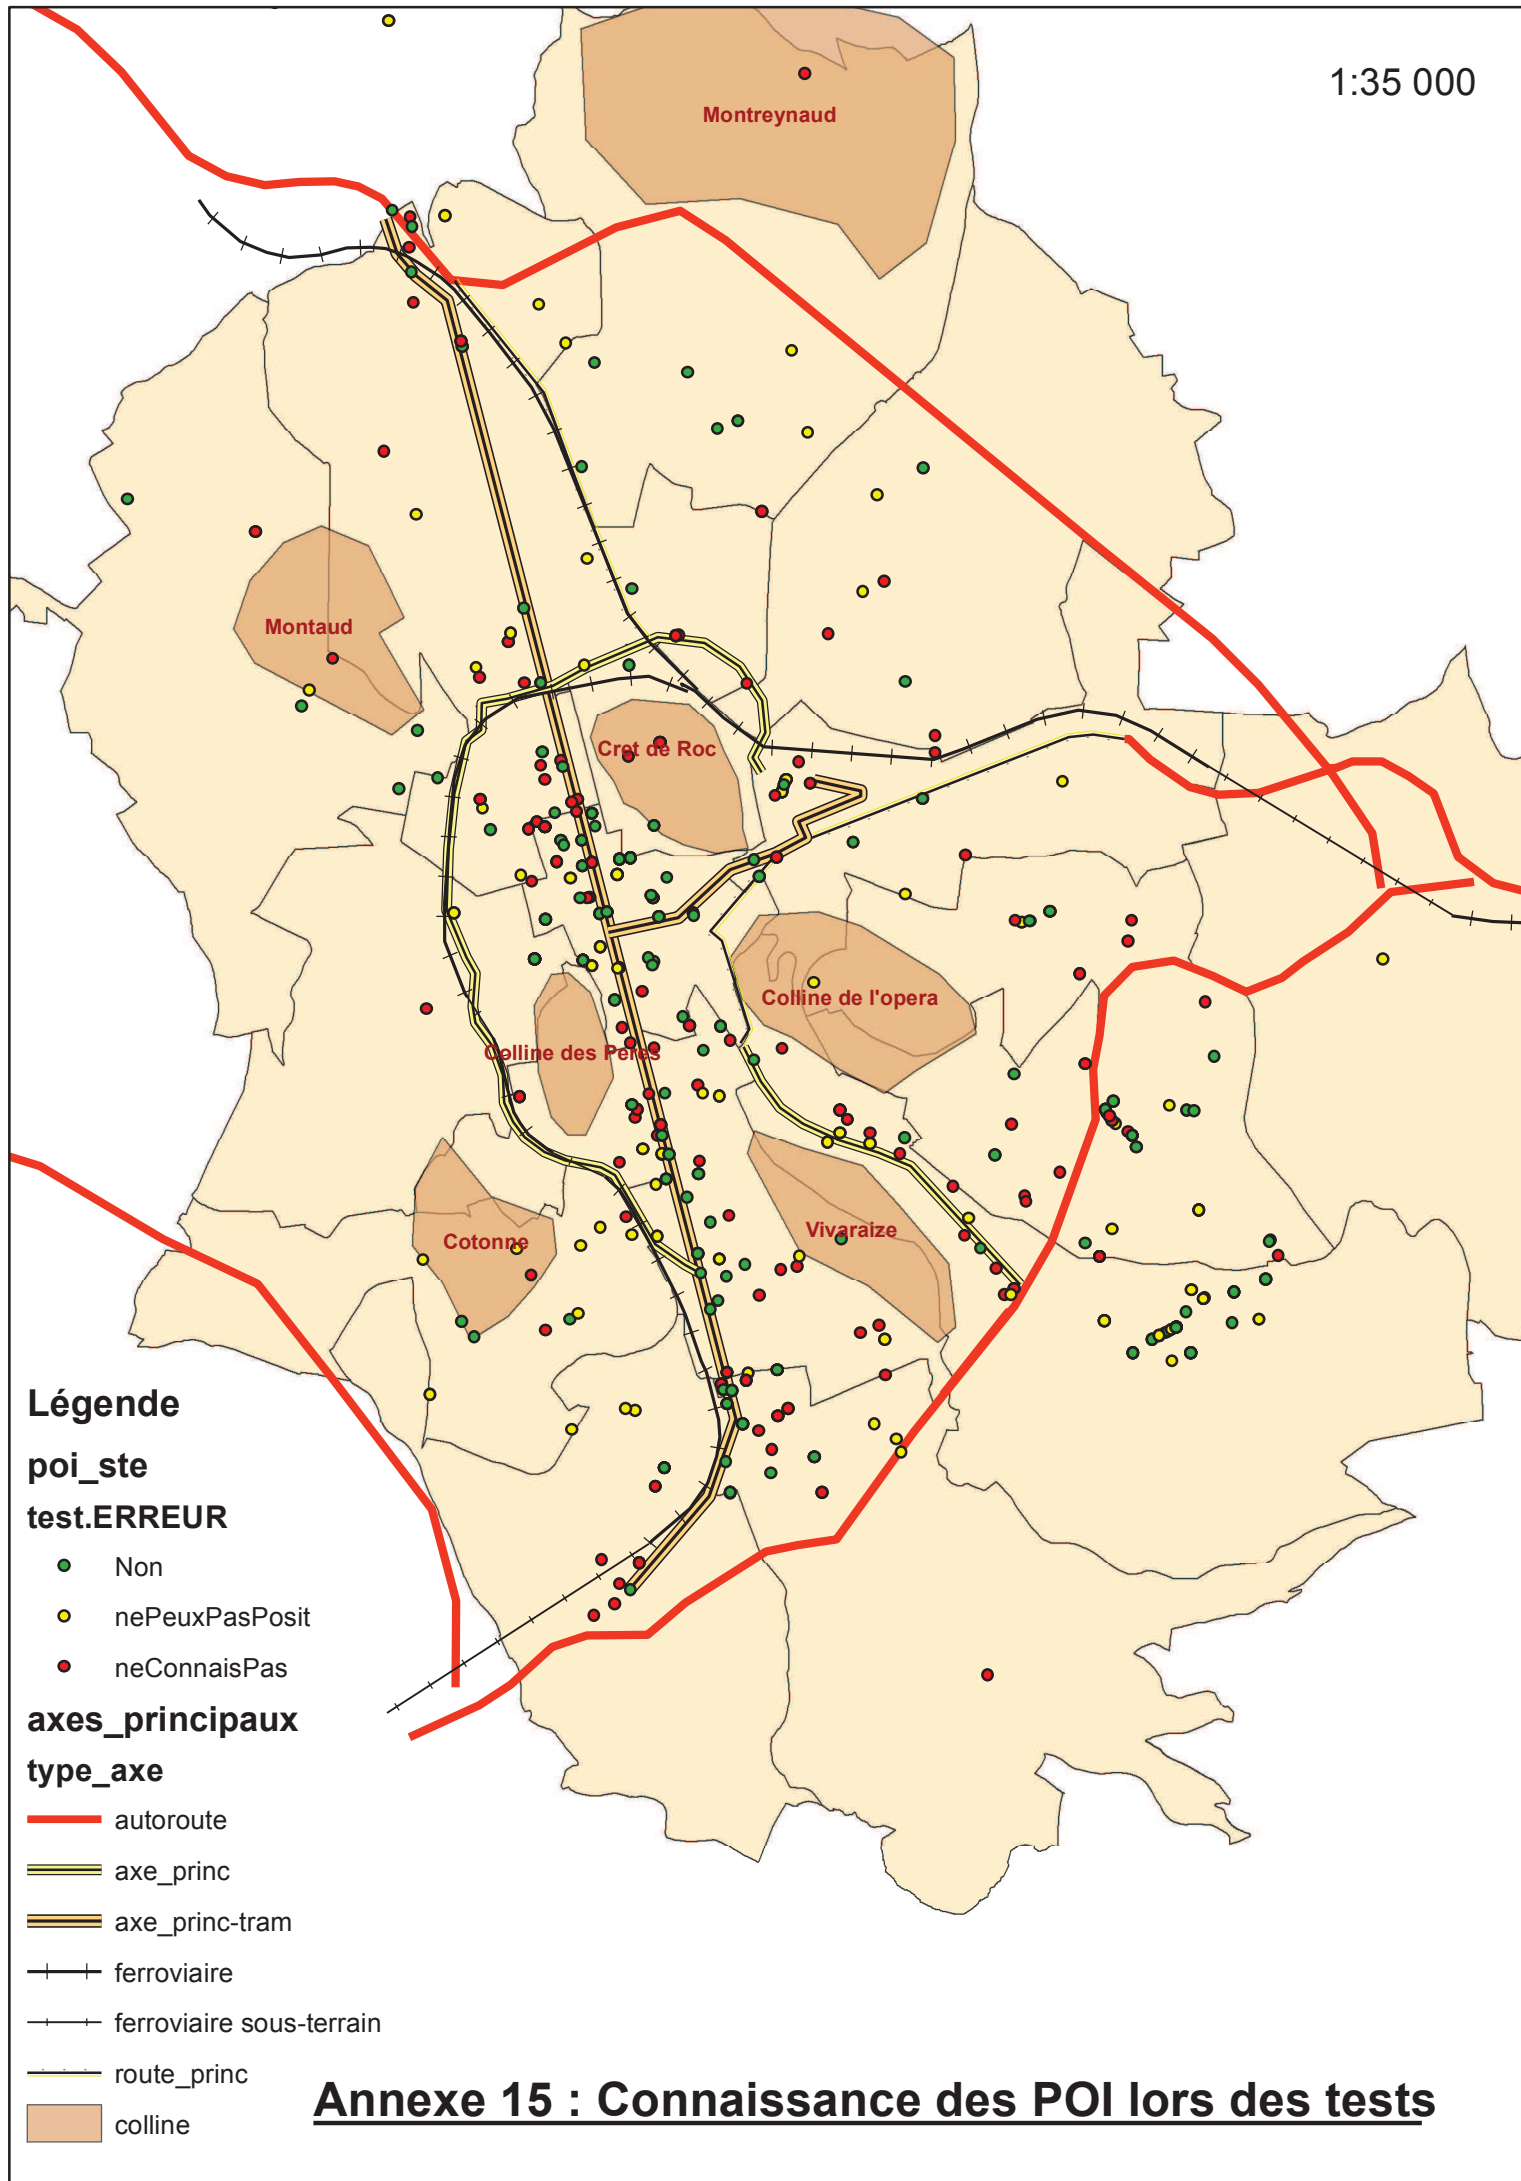 1:35 000
Montreynaud
Montaud
Cret de Roc
Colline de l'opera
Colline des Peres
Vivaraize
Cotonne
Légende
poi_ste
test.ERREUR
Non
nePeuxPasPosit
neConnaisPas
axes_principaux
type_axe
autoroute
axe_princ
axe_princ-tram
ferroviaire
ferroviaire sous-terrain
route_princ
colline
Annexe 15 : Connaissance des POI lors des tests